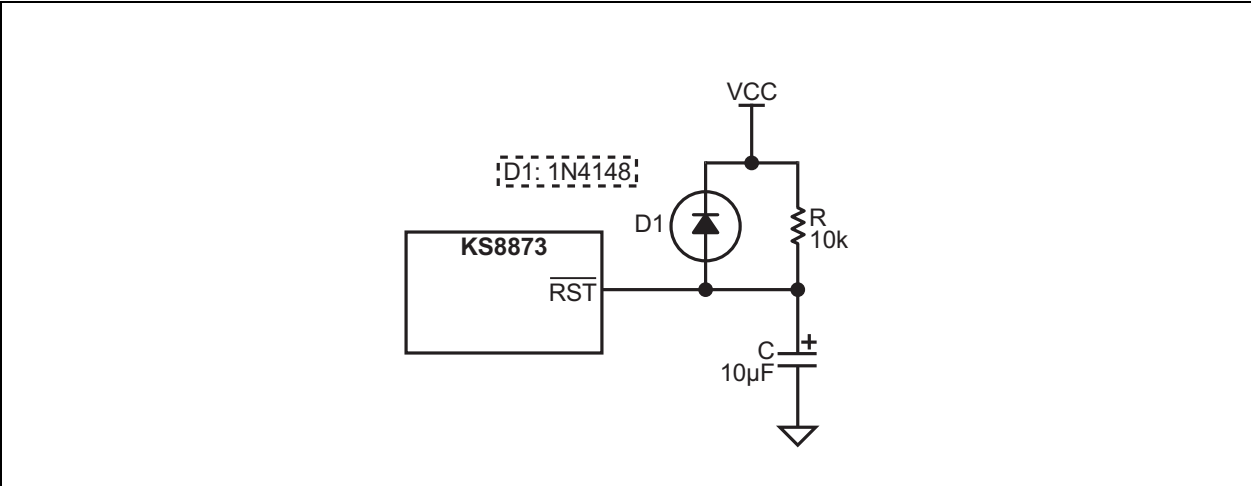 VCC
D1: 1N4148
D1
R
10k
KS8873
RST
+
C
10µF